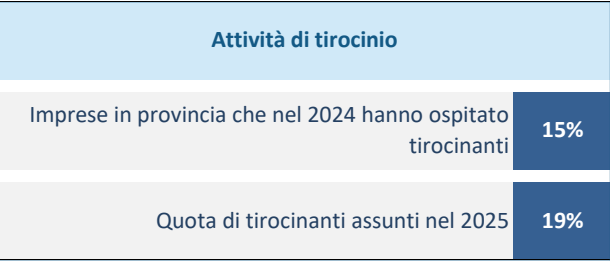 Attività di tirocinio
Imprese in provincia che nel 2024 hanno ospitato
tirocinanti
15%
Quota di tirocinanti assunti nel 2025
19%